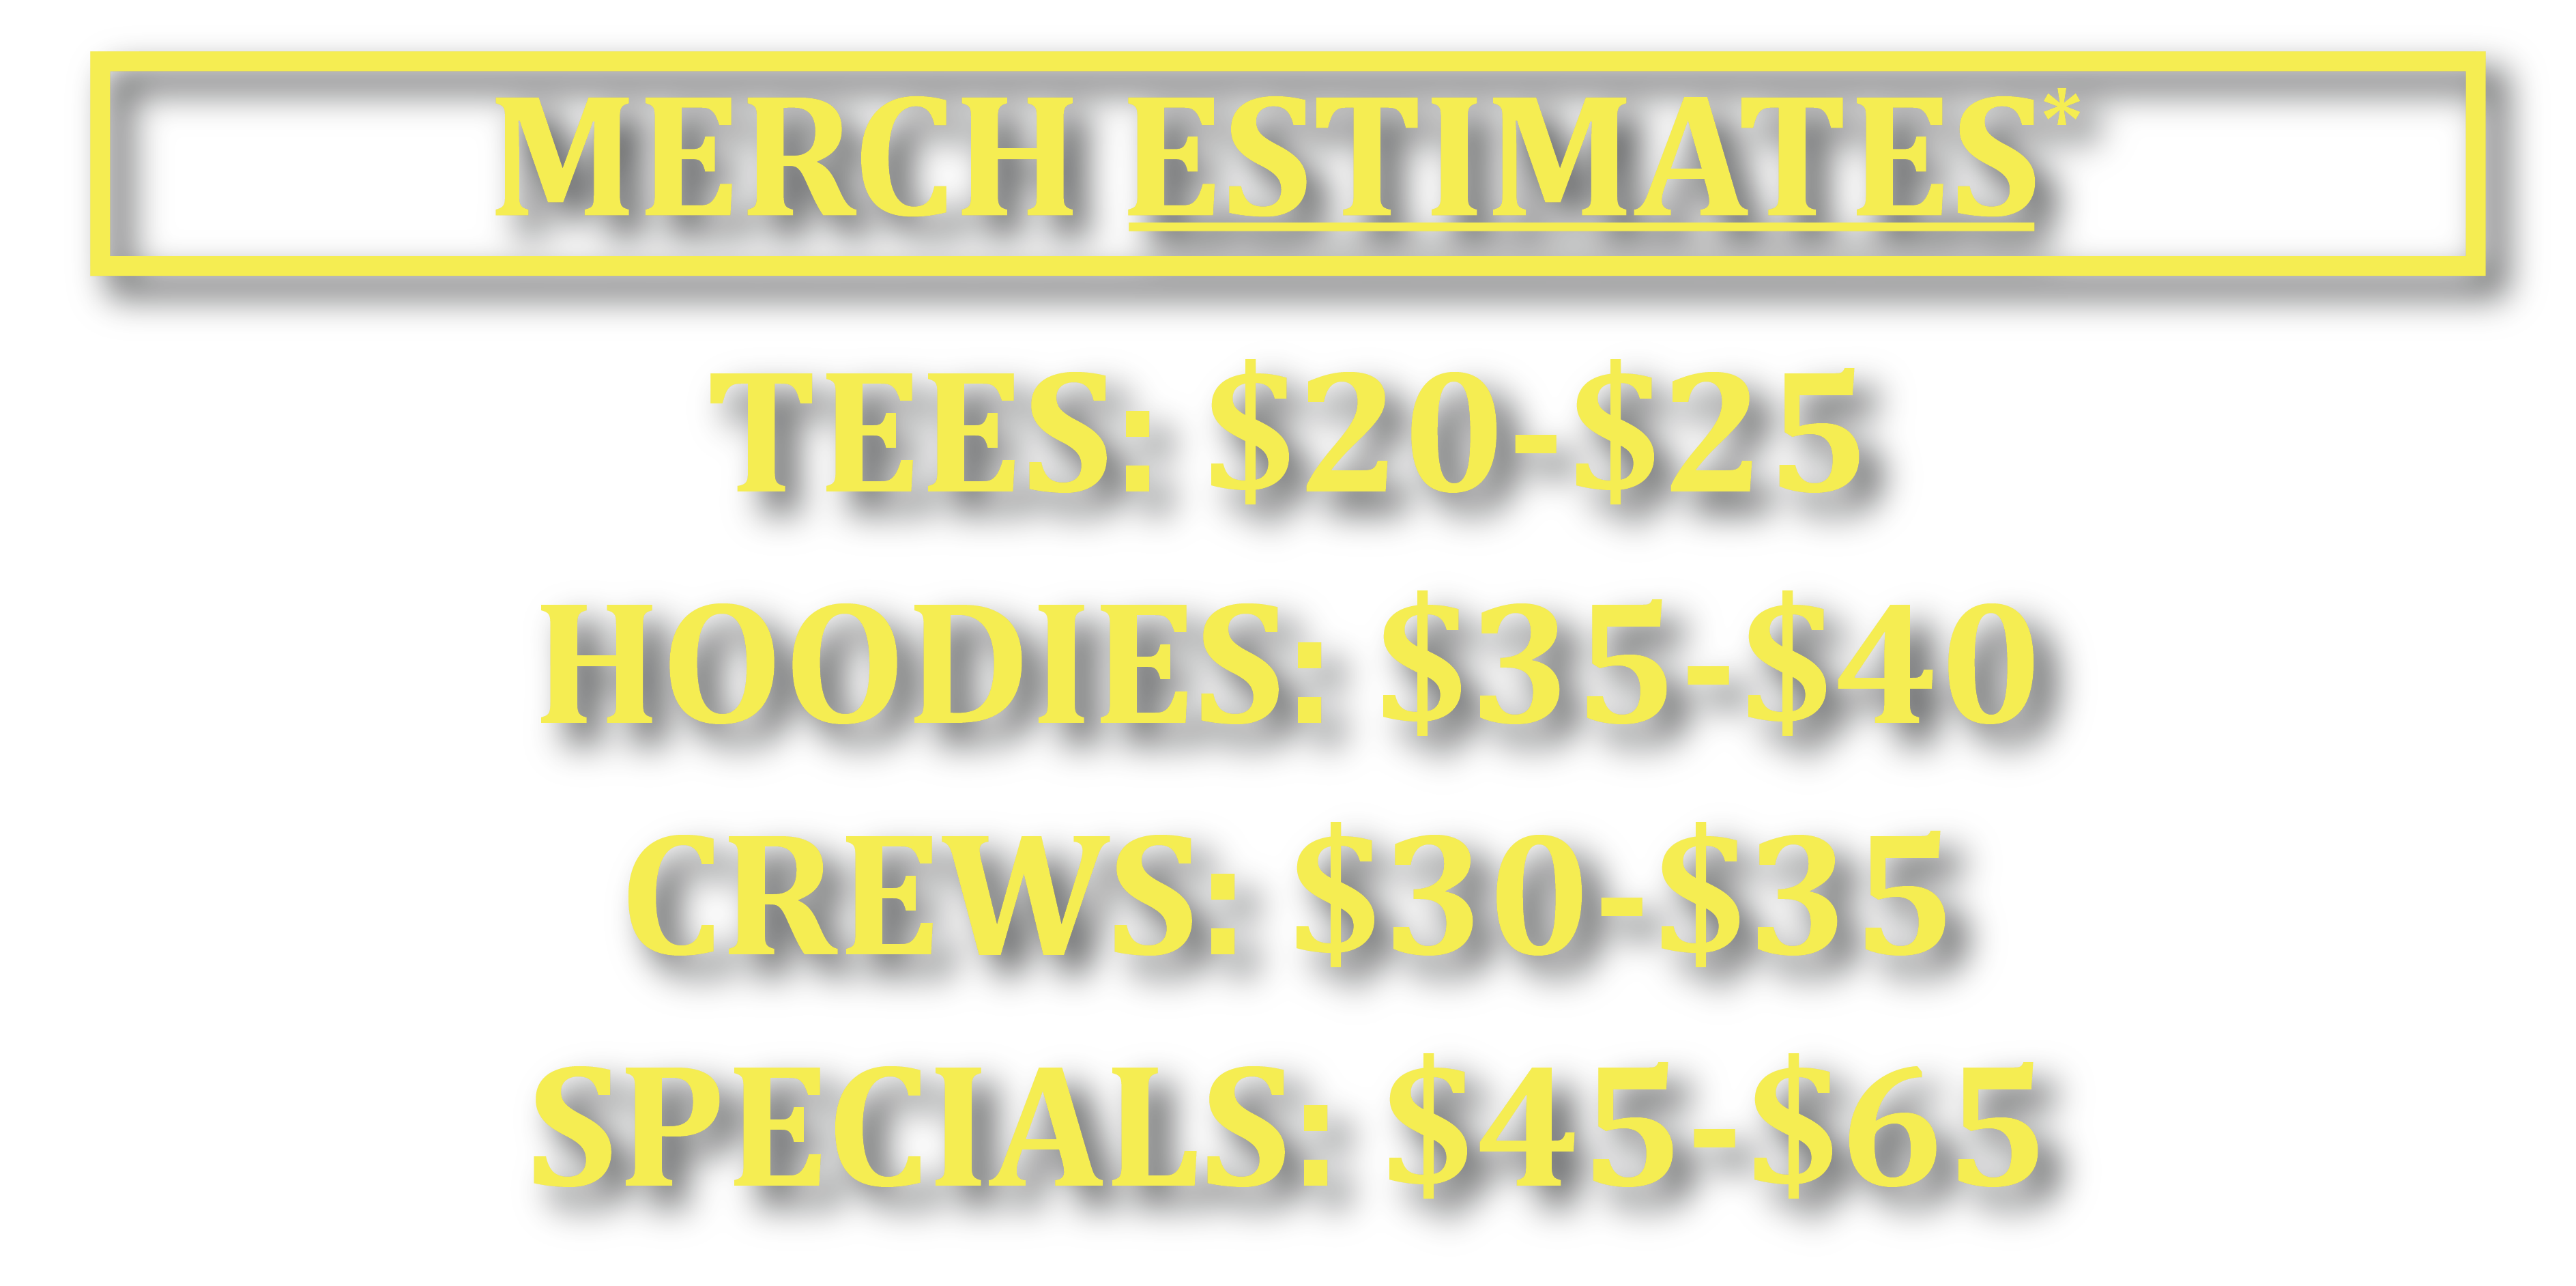 MERCH ESTIMATES*
TEES: $20-$25
HOODIES: $35-$40
CREWS: $30-$35
SPECIALS: $45-$65